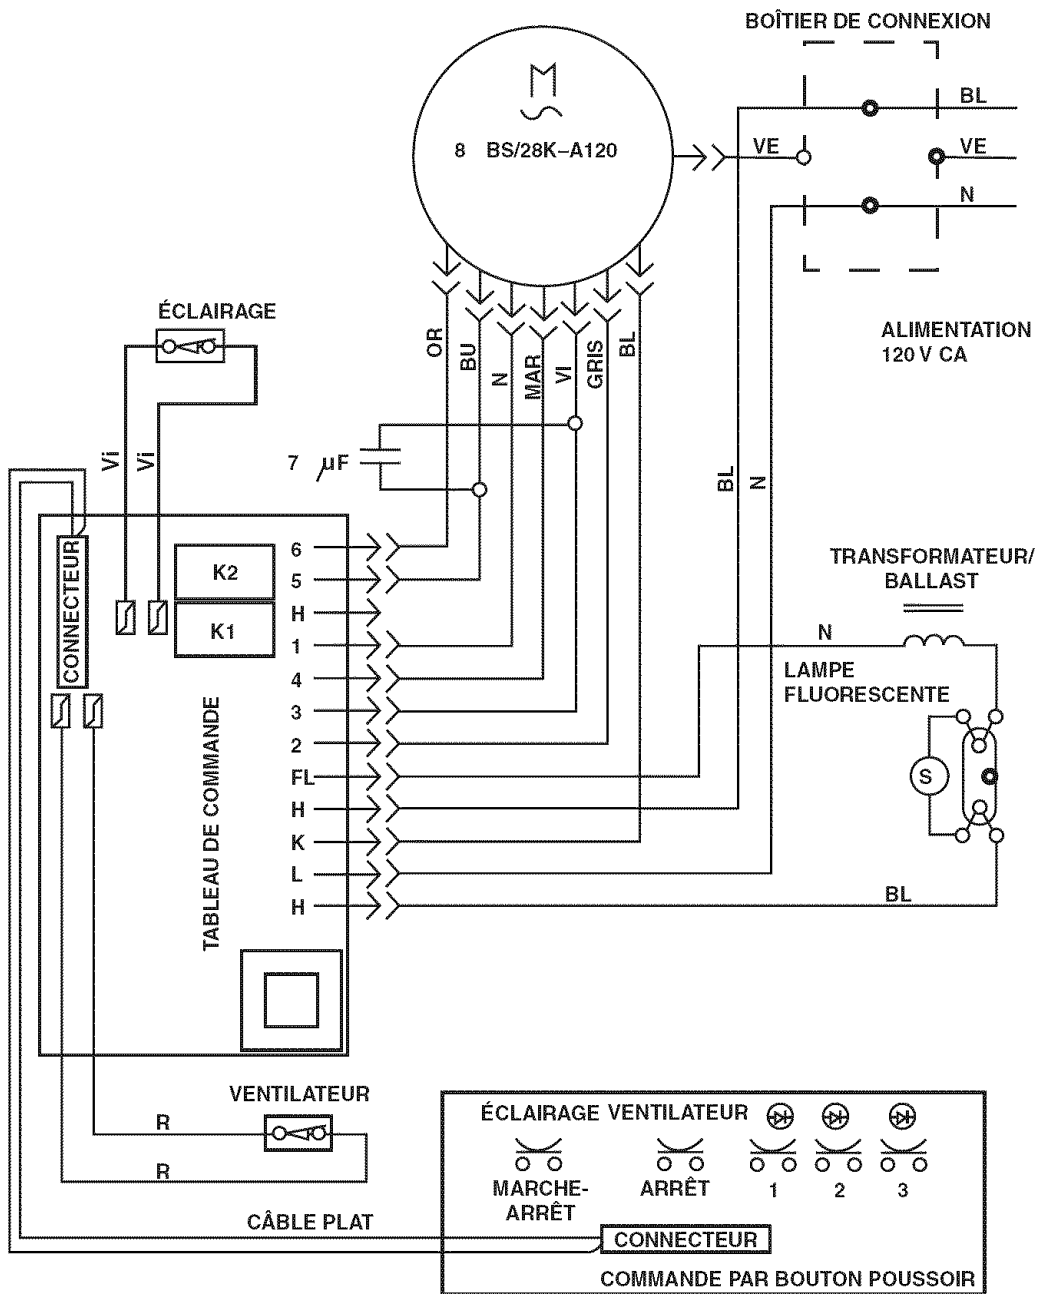 BOÎTIER DE CONNEXION
M
BL
8 BS/28K–A120
VE
VE
N
ÉCLAIRAGE
ALIMENTATION
120 V CA
OR
BU
N
MAR
VI
GRIS
BL
Vi
Vi
7 µF
BL
N
CONNECTEUR
K2
K1
6
5
H
1
4
3
2
FL
H
K
L
H
TABLEAU DE COMMANDE
TRANSFORMATEUR/
BALLAST
N
LAMPE
FLUORESCENTE
S
BL
VENTILATEUR
R
R
CÂBLE PLAT
ÉCLAIRAGE VENTILATEUR
MARCHE-
ARRÊT
ARRÊT
1
2
3
CONNECTEUR
COMMANDE PAR BOUTON POUSSOIR